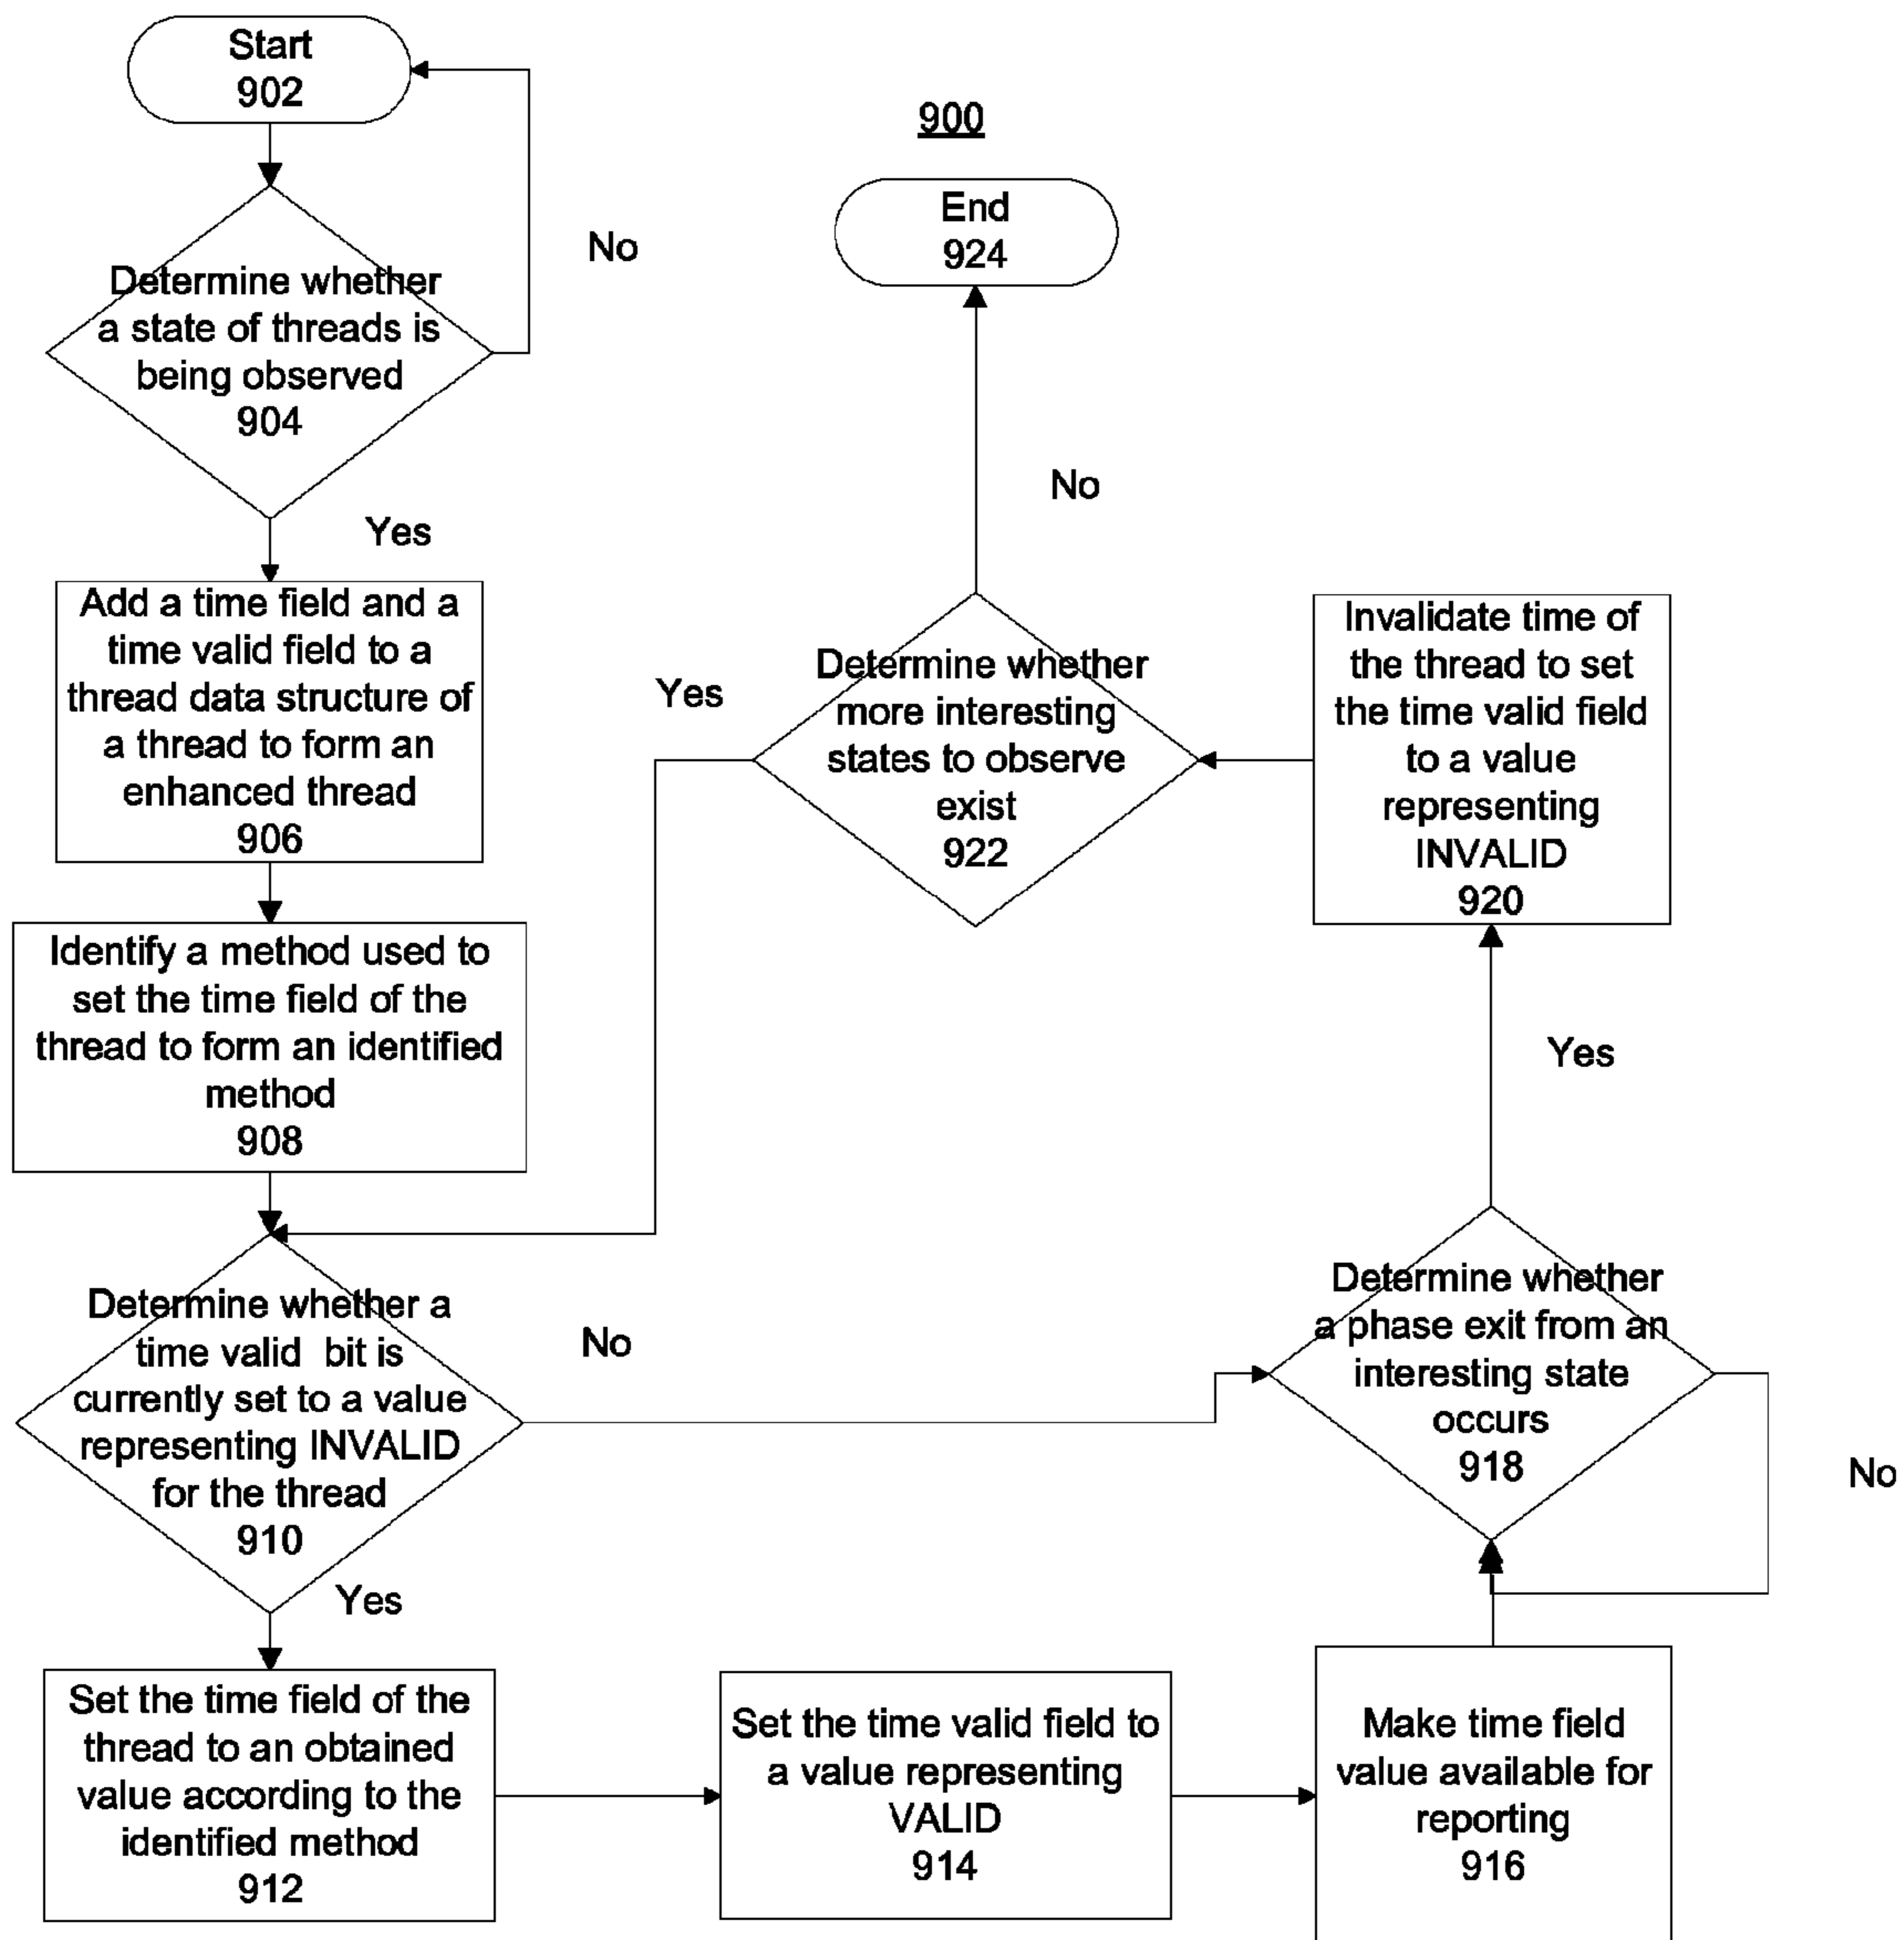 Start
902
900
No
End
924
Determine whether
a state of threads is
being observed
904
No
Yes
Add a time field and a
time valid field to a
thread data structure of
a thread to form an
enhanced thread
906
Yes
Determine whether
more interesting
states to observe
exist
922
Invalidate time of
the thread to set
the time valid field
to a value
representing
INVALID
920
Identify a method used to
set the time field of the
thread to form an identified
method
908
Yes
Determine whether a
time valid bit is
currently set to a value
representing INVALID
for the thread
910
No
Determine whether
a phase exit from an
interesting state
occurs
918
No
Yes
Set the time field of the
thread to an obtained
value according to the
identified method
912
Set the time valid field to
a value representing
VALID
914
Make time field
value available for
reporting
916